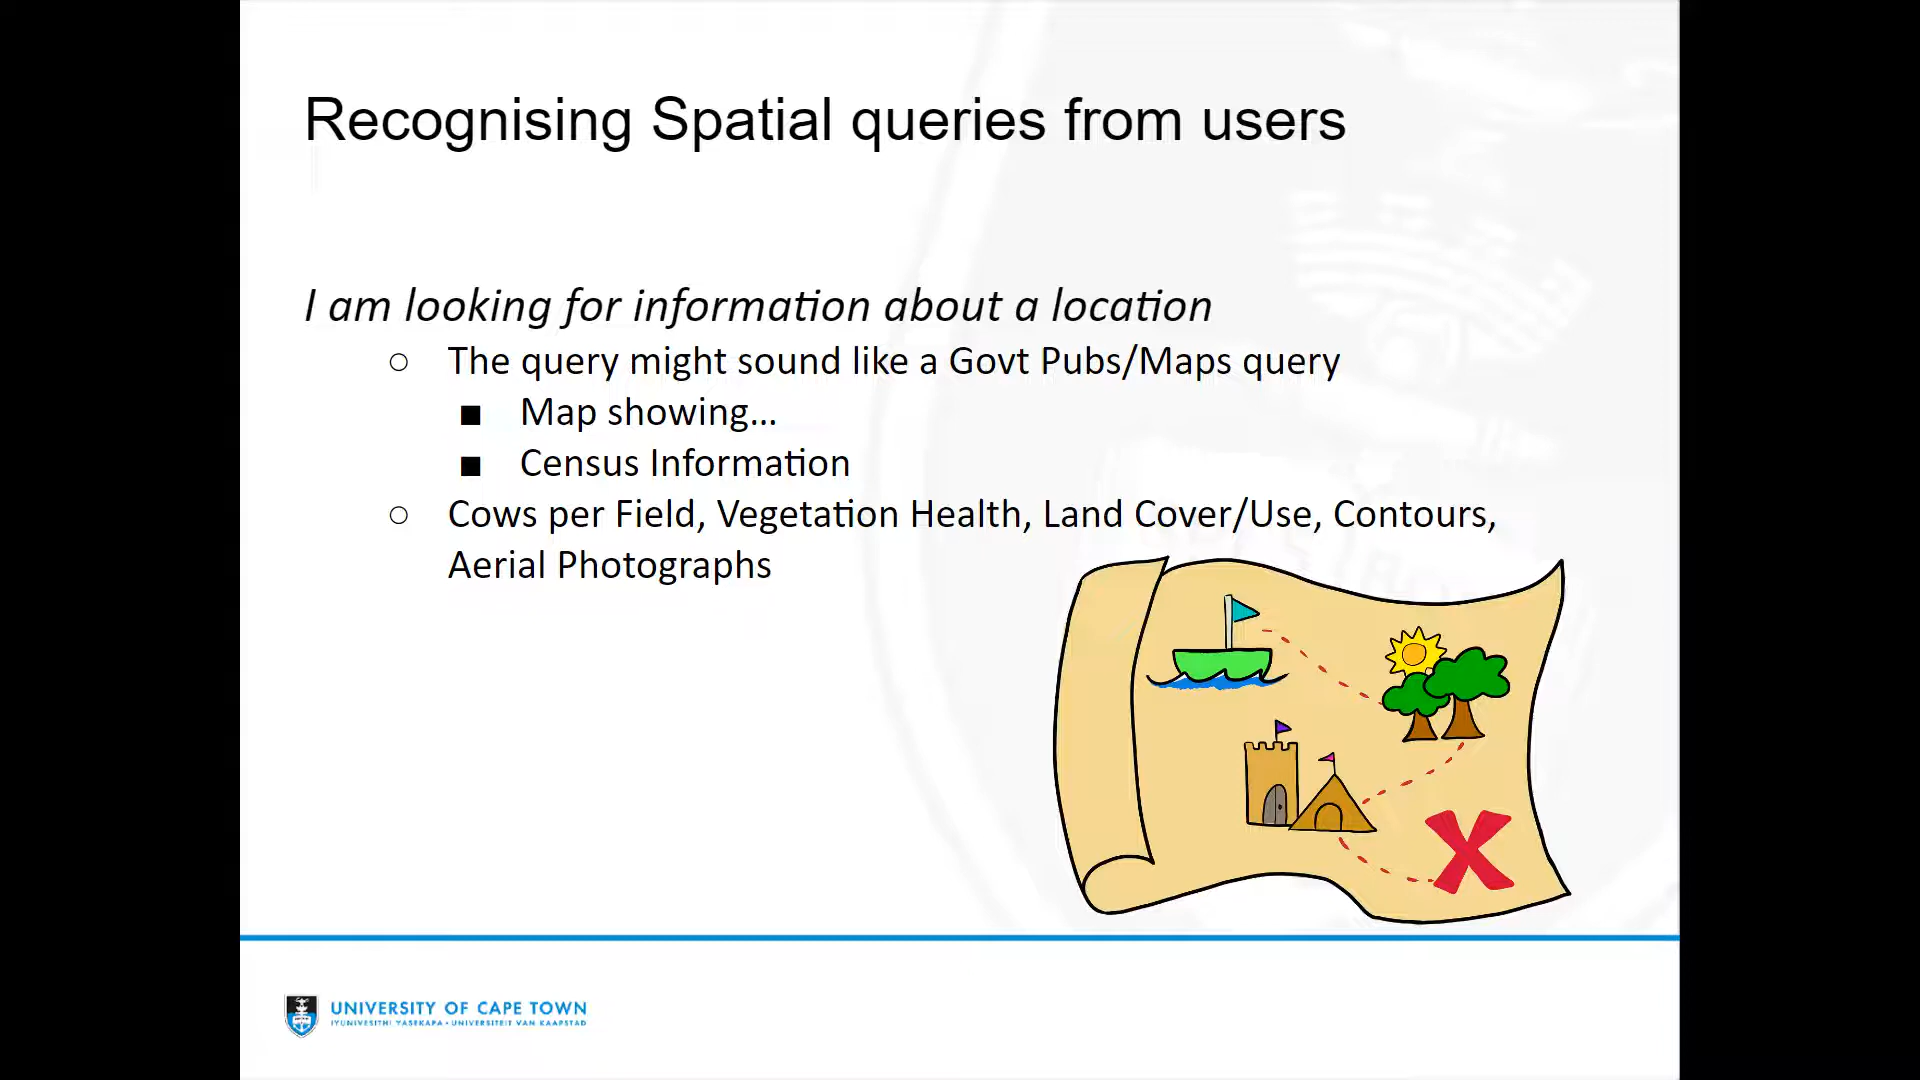 Recognising Spatial queries from users
I am looking for information about a location
○ The query might sound like a Govt Pubs/Maps query
■ Map showing...
■ Census Information
○ Cows per Field, Vegetation Health, Land Cover/Use, Contours,
Aerial Photographs
UNIVERSITY OF CAPE TOWN
IYUNIVESITHI YASEKAPA • UNIVERSITEIT VAN KAAPSTAD